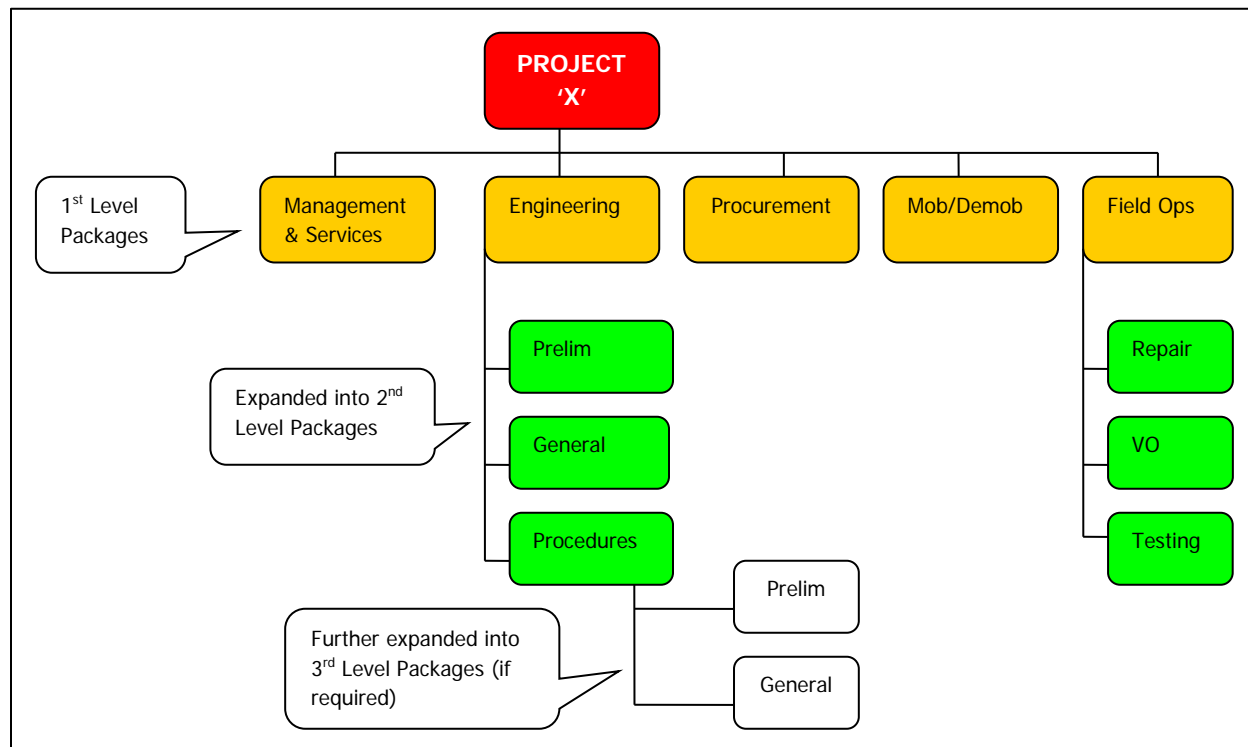 PROJECT
‘X’
1st Level
Packages
Management
& Services
Engineering
Procurement
Mob/Demob
Field Ops
Prelim
Repair
Expanded into 2nd
Level Packages
General
VO
Procedures
Testing
Prelim
Further expanded into
3rd Level Packages (if
required)
General